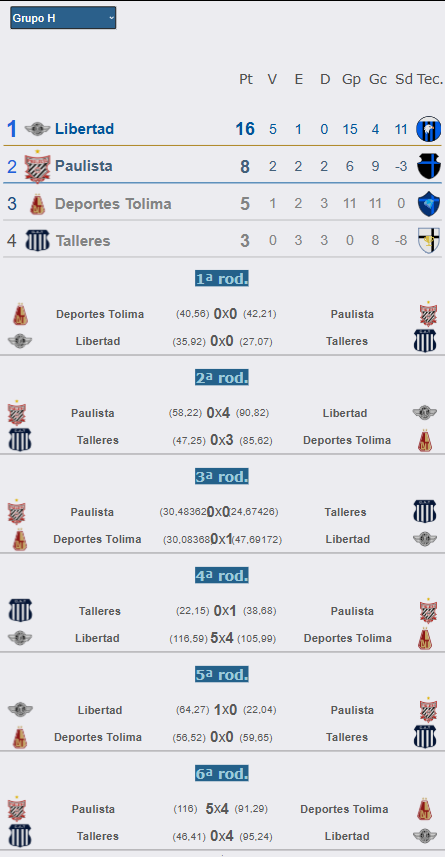 Grupo H
Pt V E D Gp Gc Sd Tec.
1 Libertad 16 5 1 0 15 4 11
2 Paulista 8 2 2 2 6 9 -3
3 Deportes Tolima 5 1 2 3 11 11 0
4 Talleres 3 0 3 3 0 8 -8
1ª rod.
Deportes Tolima (40,56) 0x0 (42,21) Paulista
Libertad (35,92) 0x0 (27,07) Talleres
2ª rod.
Paulista (58,22) 0x4 (90,82) Libertad
Talleres (47,25) 0x3 (85,62) Deportes Tolima
3ª rod.
Paulista (30,48362 0x0 24,67426) Talleres
Deportes Tolima (30,08368 0x1 47,69172) Libertad
4ª rod.
Talleres (22,15) 0x1 (38,68) Paulista
Libertad (116,59) 5x4 (105,99) Deportes Tolima
5ª rod.
Libertad (64,27) 1x0 (22,04) Paulista
Deportes Tolima (56,52) 0x0 (59,65) Talleres
6ª rod.
Paulista (116) 5x4 (91,29) Deportes Tolima
Talleres (46,41) 0x4 (95,24) Libertad